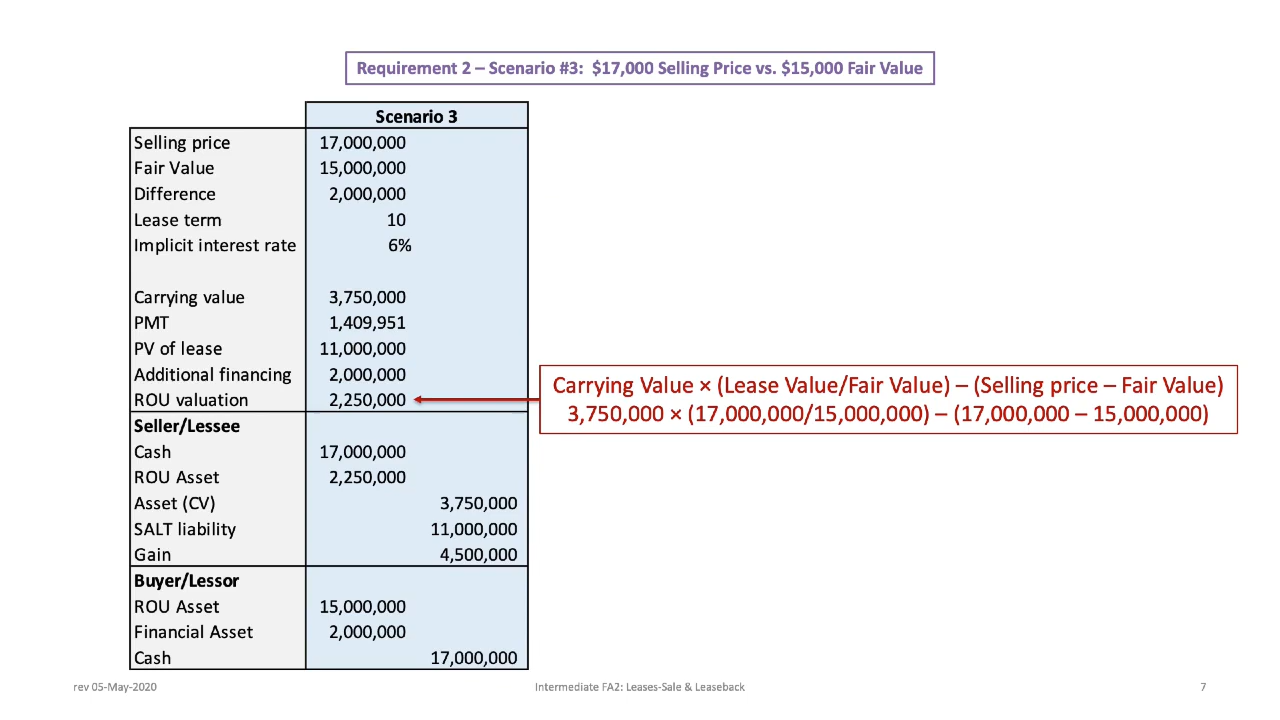 Requirement 2 – Scenario #3:  $17,000 Selling Price vs. $15,000 Fair Value
Scenario 3
Selling price 17,000,000
Fair Value 15,000,000
Difference 2,000,000
Lease term 10
Implicit interest rate 6%
Carrying value 3,750,000
PMT 1,409,951
PV of lease 11,000,000
Additional financing 2,000,000
ROU valuation 2,250,000
Carrying Value × (Lease Value/Fair Value) – (Selling price – Fair Value)
3,750,000 × (17,000,000/15,000,000) – (17,000,000 – 15,000,000)
Seller/Lessee
Cash 17,000,000
ROU Asset 2,250,000
Asset (CV) 3,750,000
SALT liability 11,000,000
Gain 4,500,000
Buyer/Lessor
ROU Asset 15,000,000
Financial Asset 2,000,000
Cash 17,000,000
rev 05-May-2020 Intermediate FA2: Leases-Sale & Leaseback 7